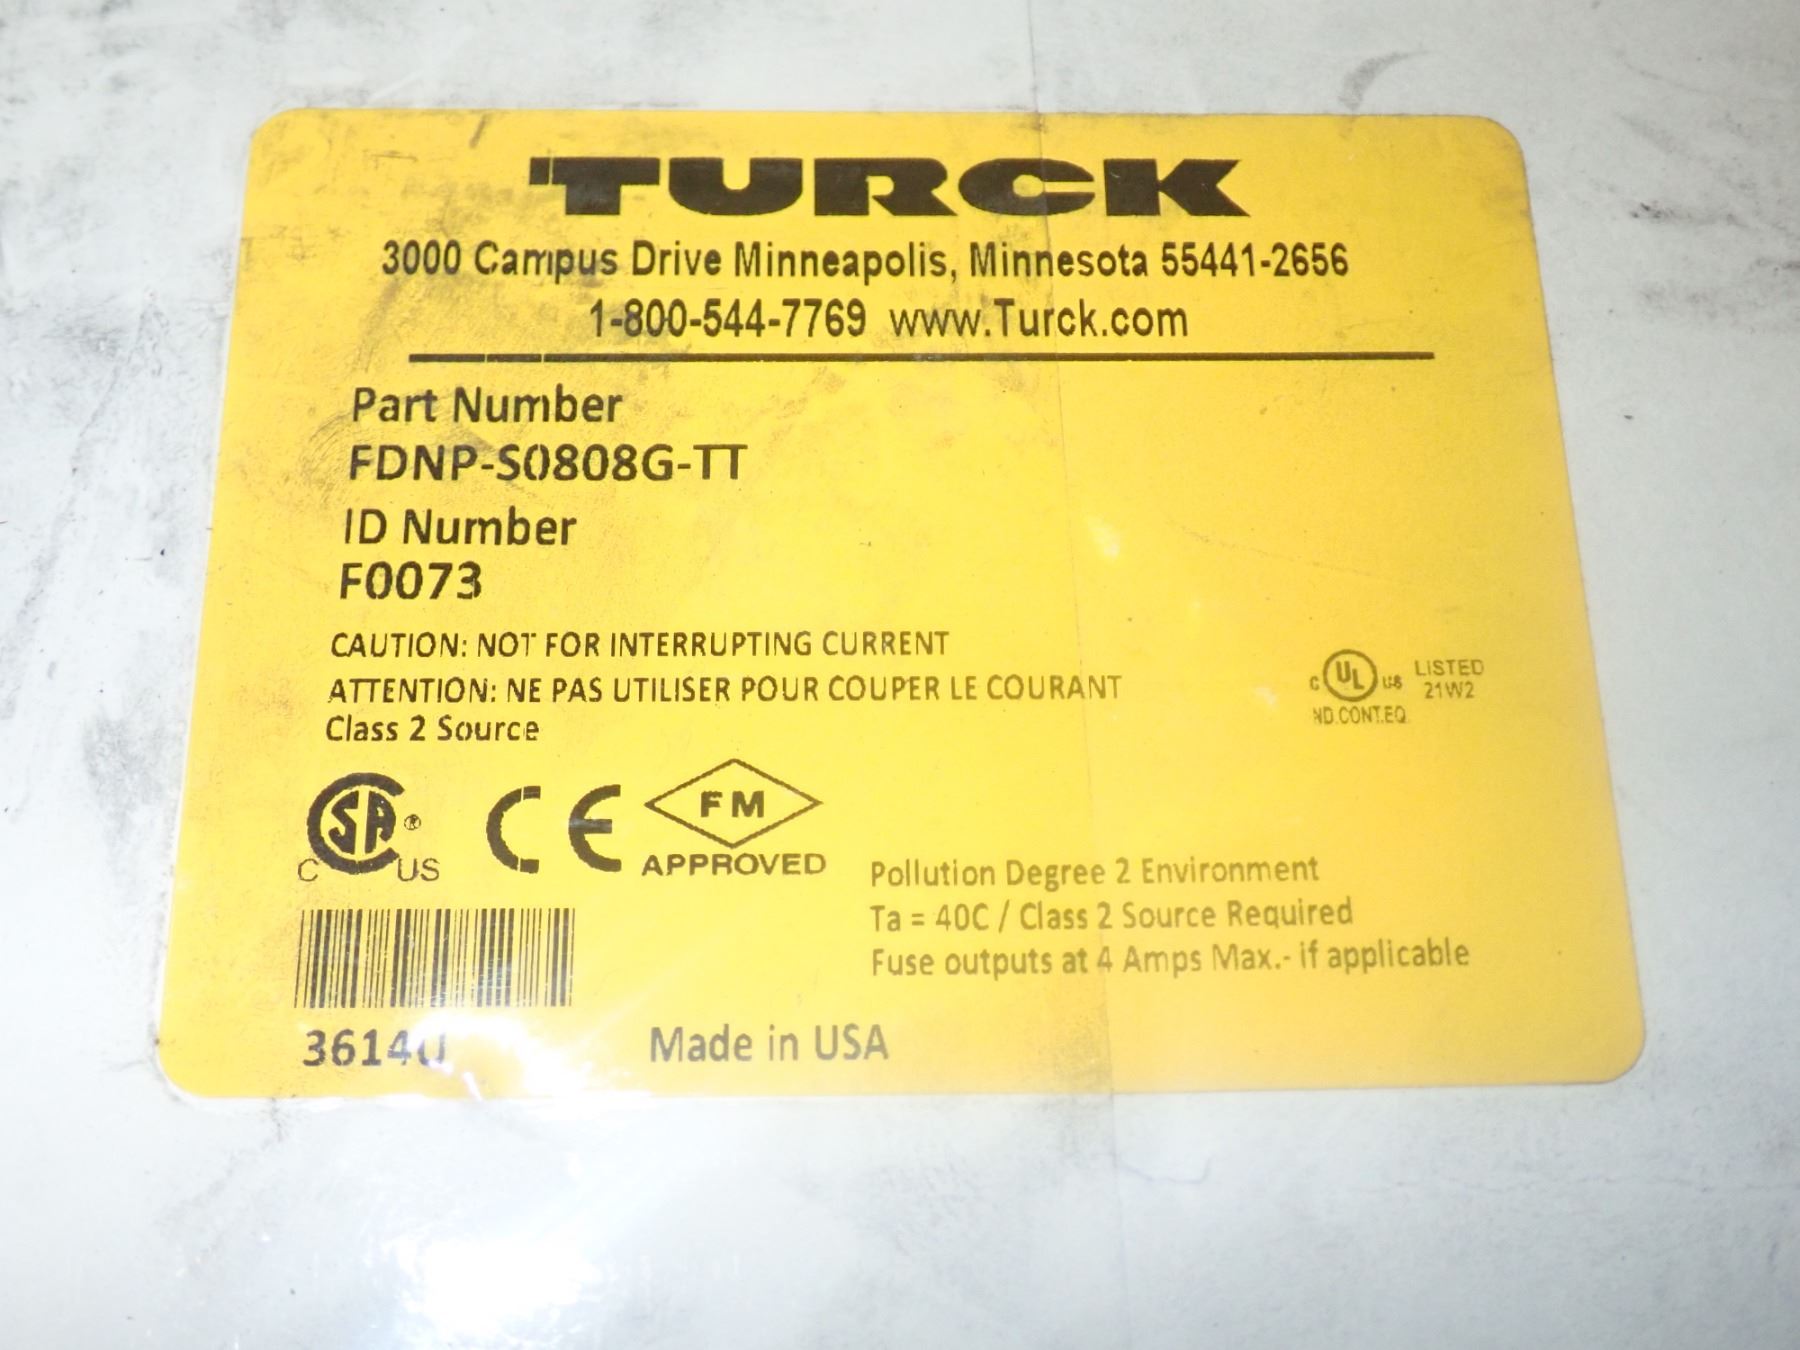 TURCK
3000 Campus Drive Minneapolis, Minnesota 55441-2656
1-800-544-7769 www.Turck.com
Part Number
FDNP-S0808G-TT
ID Number
F0073
CAUTION: NOT FOR INTERRUPTING CURRENT
ATTENTION: NE PAS UTILISER POUR COUPER LE COURANT
Class 2 Source
C UL US LISTED
21W2
IND.CONT.EQ.
C SA ® US
CE
FM
APPROVED
Pollution Degree 2 Environment
Ta = 40C / Class 2 Source Required
Fuse outputs at 4 Amps Max.- if applicable
Made in USA